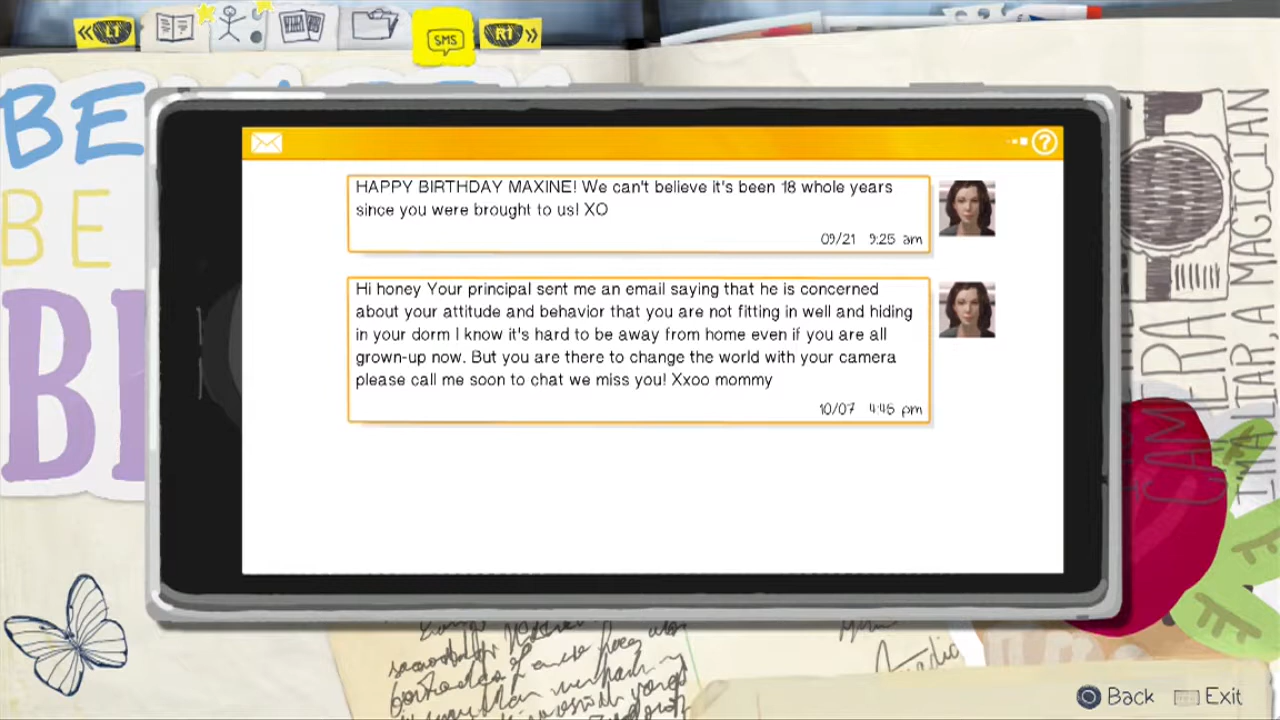 L1
SMS
R1
BE
BE
HAPPY BIRTHDAY MAXINE! We can't believe it's been 18 whole years
since you were brought to us! XO
09/21 9:25 am
Hi honey Your principal sent me an email saying that he is concerned
about your attitude and behavior that you are not fitting in well and hiding
in your dorm I know it's hard to be away from home even if you are all
grown-up now. But you are there to change the world with your camera
please call me soon to chat we miss you! Xxoo mommy
10/07 4:45 pm
CAMERA
I'M A LIAR, A MAGICIAN
Back
Exit